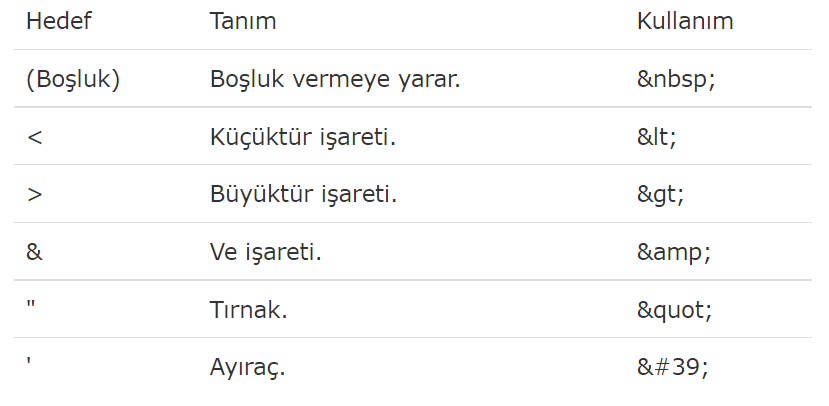 Hedef Tanım Kullanım
(Boşluk) Boşluk vermeye yarar. &nbsp;
< Küçüktür işareti. &lt;
> Büyüktür işareti. &gt;
& Ve işareti. &amp;
" Tırnak. &quot;
' Ayıraç. &#39;